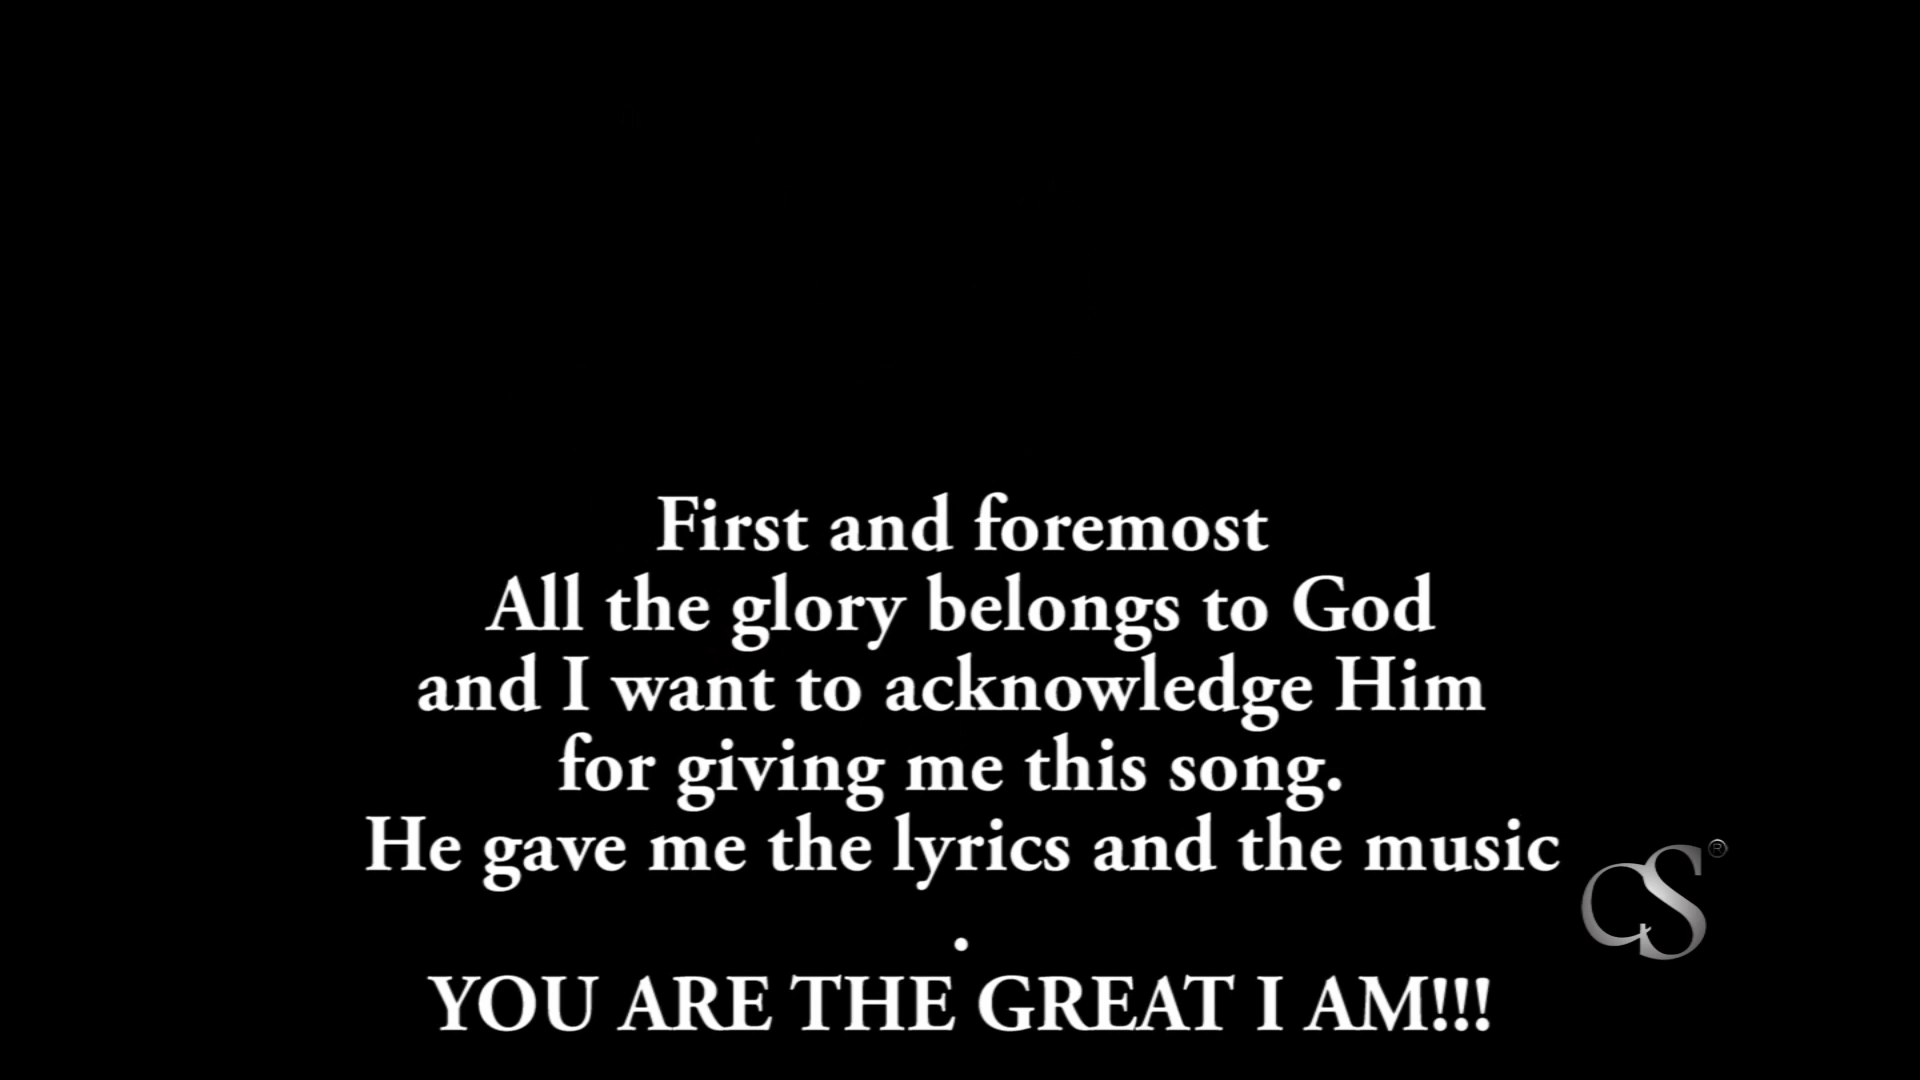 First and foremost
All the glory belongs to God
and I want to acknowledge Him
for giving me this song.
He gave me the lyrics and the music
.
YOU ARE THE GREAT I AM!!!
CS®